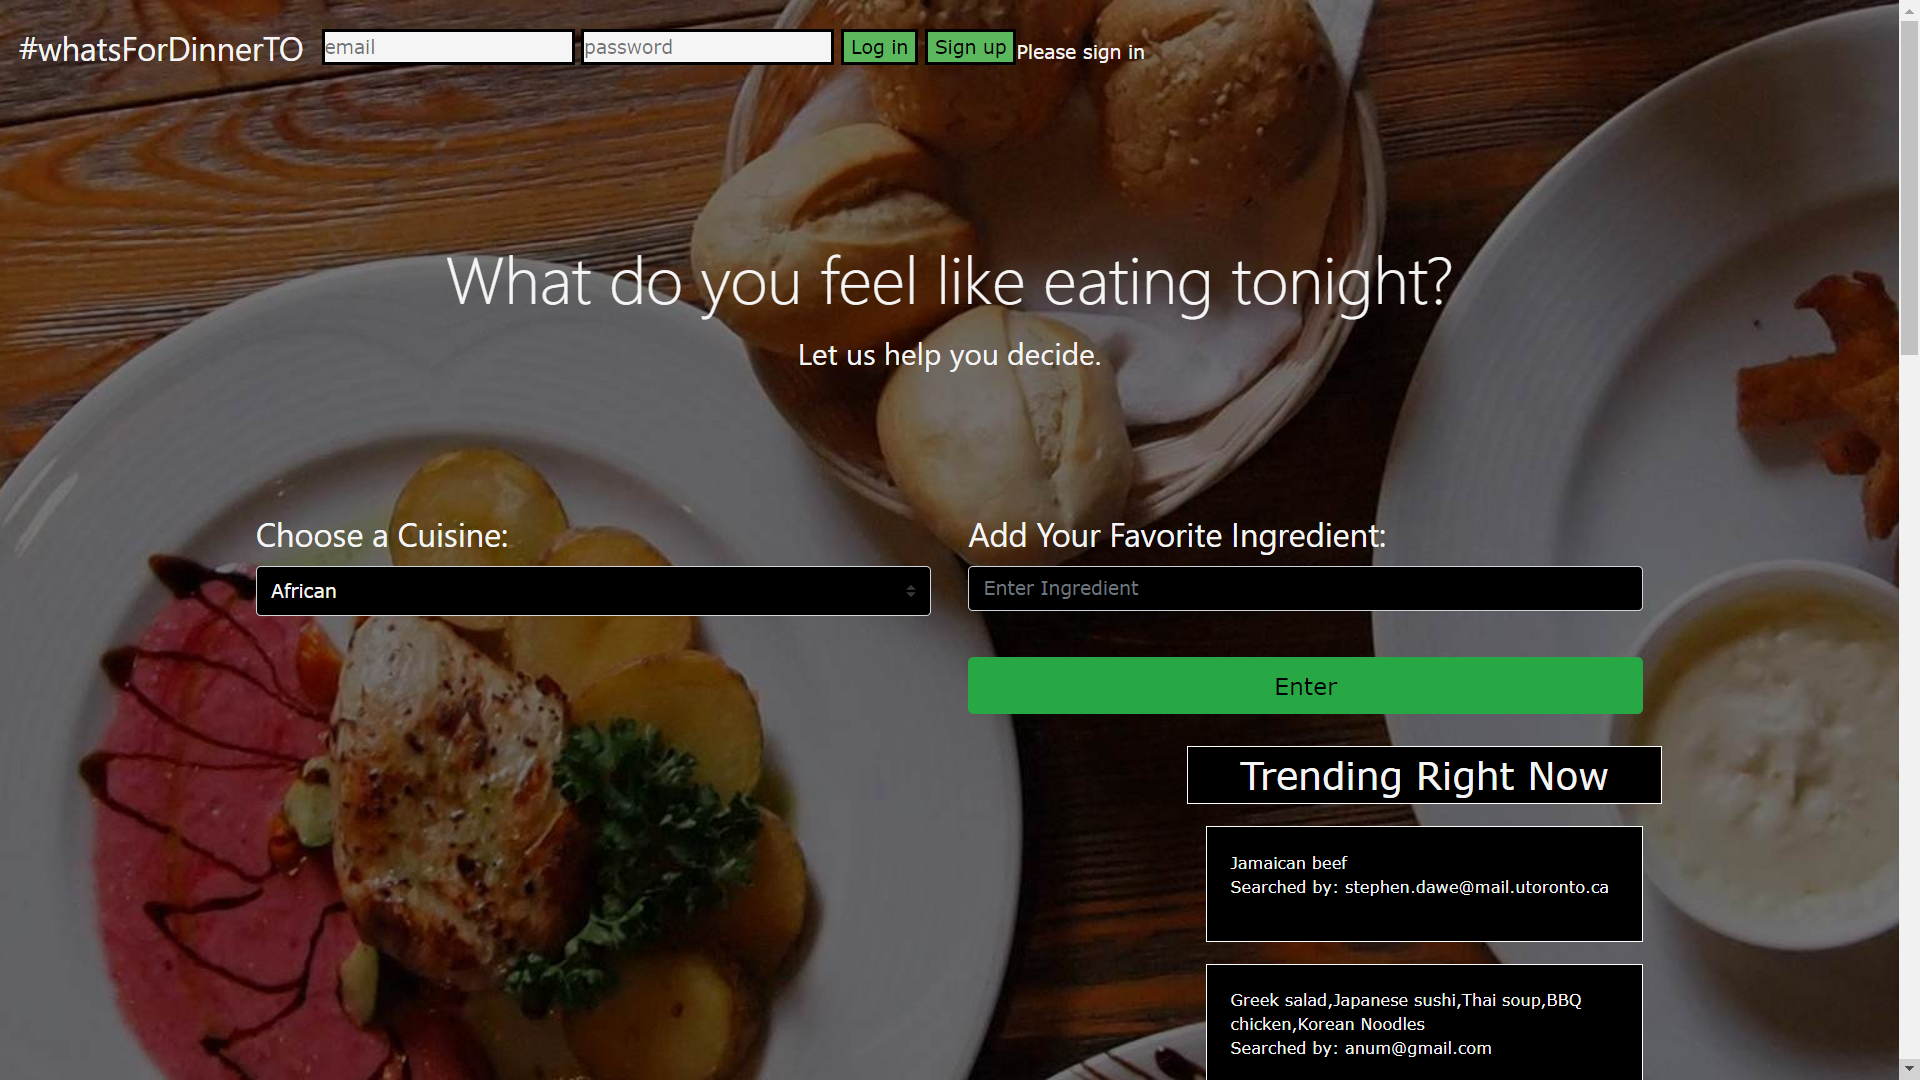 #whatsForDinnerTO
email
password
Log in
Sign up
Please sign in
What do you feel like eating tonight?
Let us help you decide.
Choose a Cuisine:
African
Add Your Favorite Ingredient:
Enter Ingredient
Enter
Trending Right Now
Jamaican beef
Searched by: stephen.dawe@mail.utoronto.ca
Greek salad,Japanese sushi,Thai soup,BBQ
chicken,Korean Noodles
Searched by: anum@gmail.com